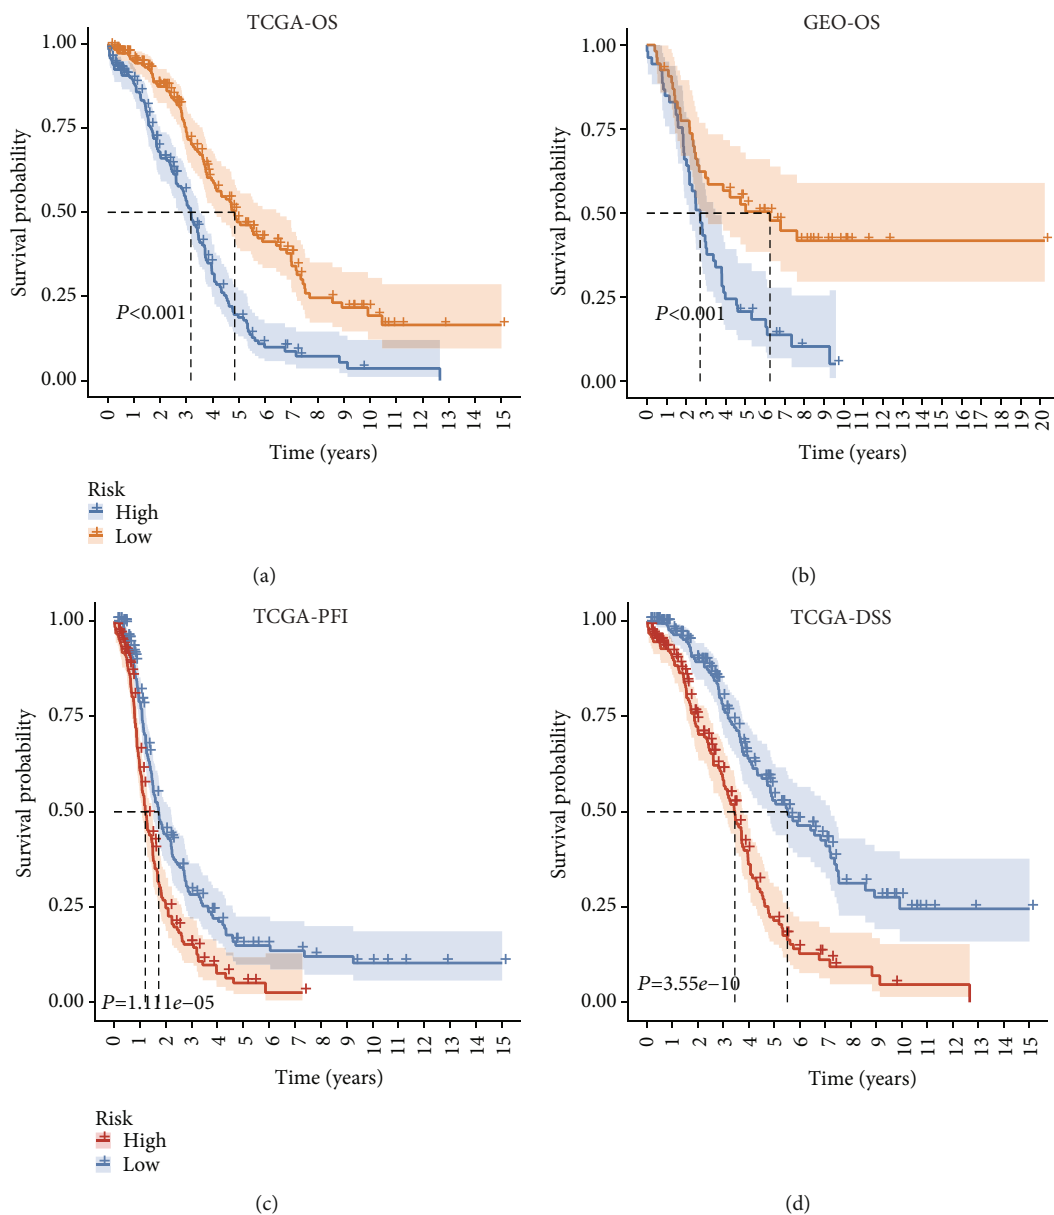 TCGA-OS
1.00
0.75
0.50
0.25
0.00
Survival probability
P<0.001
0 1 2 3 4 5 6 7 8 9 10 11 12 13 14 15
Time (years)
Risk
High
Low
(a)
GEO-OS
1.00
0.75
0.50
0.25
0.00
Survival probability
P<0.001
0 1 2 3 4 5 6 7 8 9 10 11 12 13 14 15 16 17 18 19 20
Time (years)
(b)
TCGA-PFI
1.00
0.75
0.50
0.25
0.00
Survival probability
P=1.111e−05
0 1 2 3 4 5 6 7 8 9 10 11 12 13 14 15
Time (years)
Risk
High
Low
(c)
TCGA-DSS
1.00
0.75
0.50
0.25
0.00
Survival probability
P=3.55e−10
0 1 2 3 4 5 6 7 8 9 10 11 12 13 14 15
Time (years)
(d)